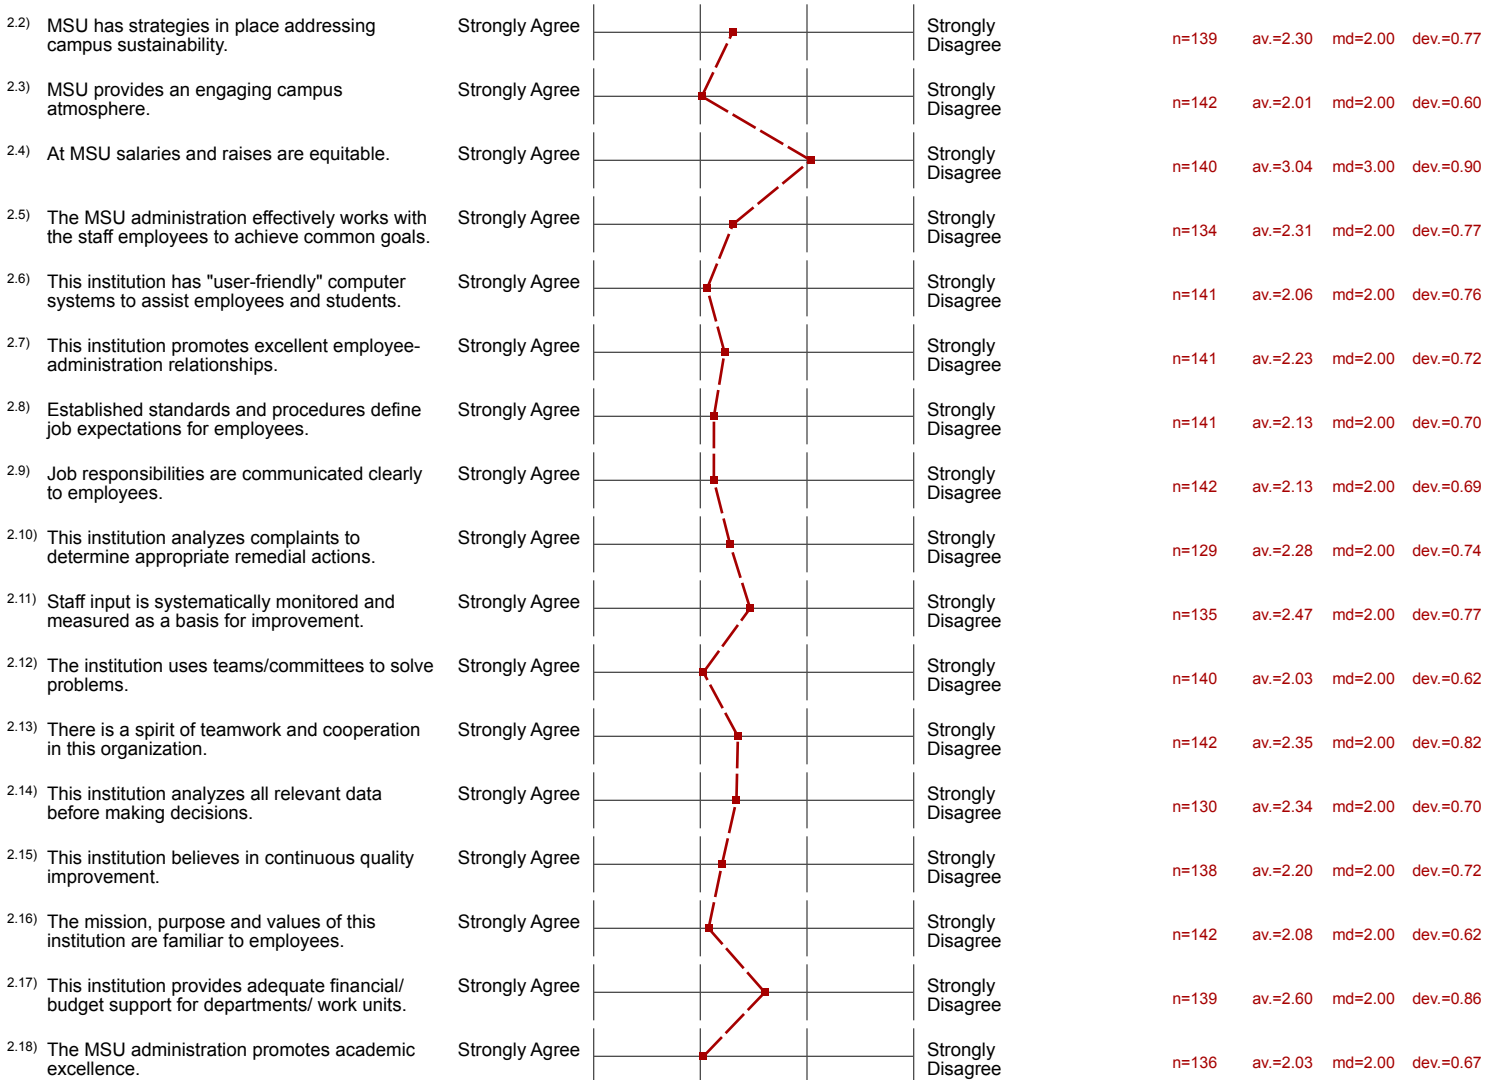 2.2) MSU has strategies in place addressing campus sustainability. Strongly Agree Strongly Disagree n=139 av.=2.30 md=2.00 dev.=0.77
2.3) MSU provides an engaging campus atmosphere. Strongly Agree Strongly Disagree n=142 av.=2.01 md=2.00 dev.=0.60
2.4) At MSU salaries and raises are equitable. Strongly Agree Strongly Disagree n=140 av.=3.04 md=3.00 dev.=0.90
2.5) The MSU administration effectively works with the staff employees to achieve common goals. Strongly Agree Strongly Disagree n=134 av.=2.31 md=2.00 dev.=0.77
2.6) This institution has "user-friendly" computer systems to assist employees and students. Strongly Agree Strongly Disagree n=141 av.=2.06 md=2.00 dev.=0.76
2.7) This institution promotes excellent employee-administration relationships. Strongly Agree Strongly Disagree n=141 av.=2.23 md=2.00 dev.=0.72
2.8) Established standards and procedures define job expectations for employees. Strongly Agree Strongly Disagree n=141 av.=2.13 md=2.00 dev.=0.70
2.9) Job responsibilities are communicated clearly to employees. Strongly Agree Strongly Disagree n=142 av.=2.13 md=2.00 dev.=0.69
2.10) This institution analyzes complaints to determine appropriate remedial actions. Strongly Agree Strongly Disagree n=129 av.=2.28 md=2.00 dev.=0.74
2.11) Staff input is systematically monitored and measured as a basis for improvement. Strongly Agree Strongly Disagree n=135 av.=2.47 md=2.00 dev.=0.77
2.12) The institution uses teams/committees to solve problems. Strongly Agree Strongly Disagree n=140 av.=2.03 md=2.00 dev.=0.62
2.13) There is a spirit of teamwork and cooperation in this organization. Strongly Agree Strongly Disagree n=142 av.=2.35 md=2.00 dev.=0.82
2.14) This institution analyzes all relevant data before making decisions. Strongly Agree Strongly Disagree n=130 av.=2.34 md=2.00 dev.=0.70
2.15) This institution believes in continuous quality improvement. Strongly Agree Strongly Disagree n=138 av.=2.20 md=2.00 dev.=0.72
2.16) The mission, purpose and values of this institution are familiar to employees. Strongly Agree Strongly Disagree n=142 av.=2.08 md=2.00 dev.=0.62
2.17) This institution provides adequate financial/ budget support for departments/ work units. Strongly Agree Strongly Disagree n=139 av.=2.60 md=2.00 dev.=0.86
2.18) The MSU administration promotes academic excellence. Strongly Agree Strongly Disagree n=136 av.=2.03 md=2.00 dev.=0.67